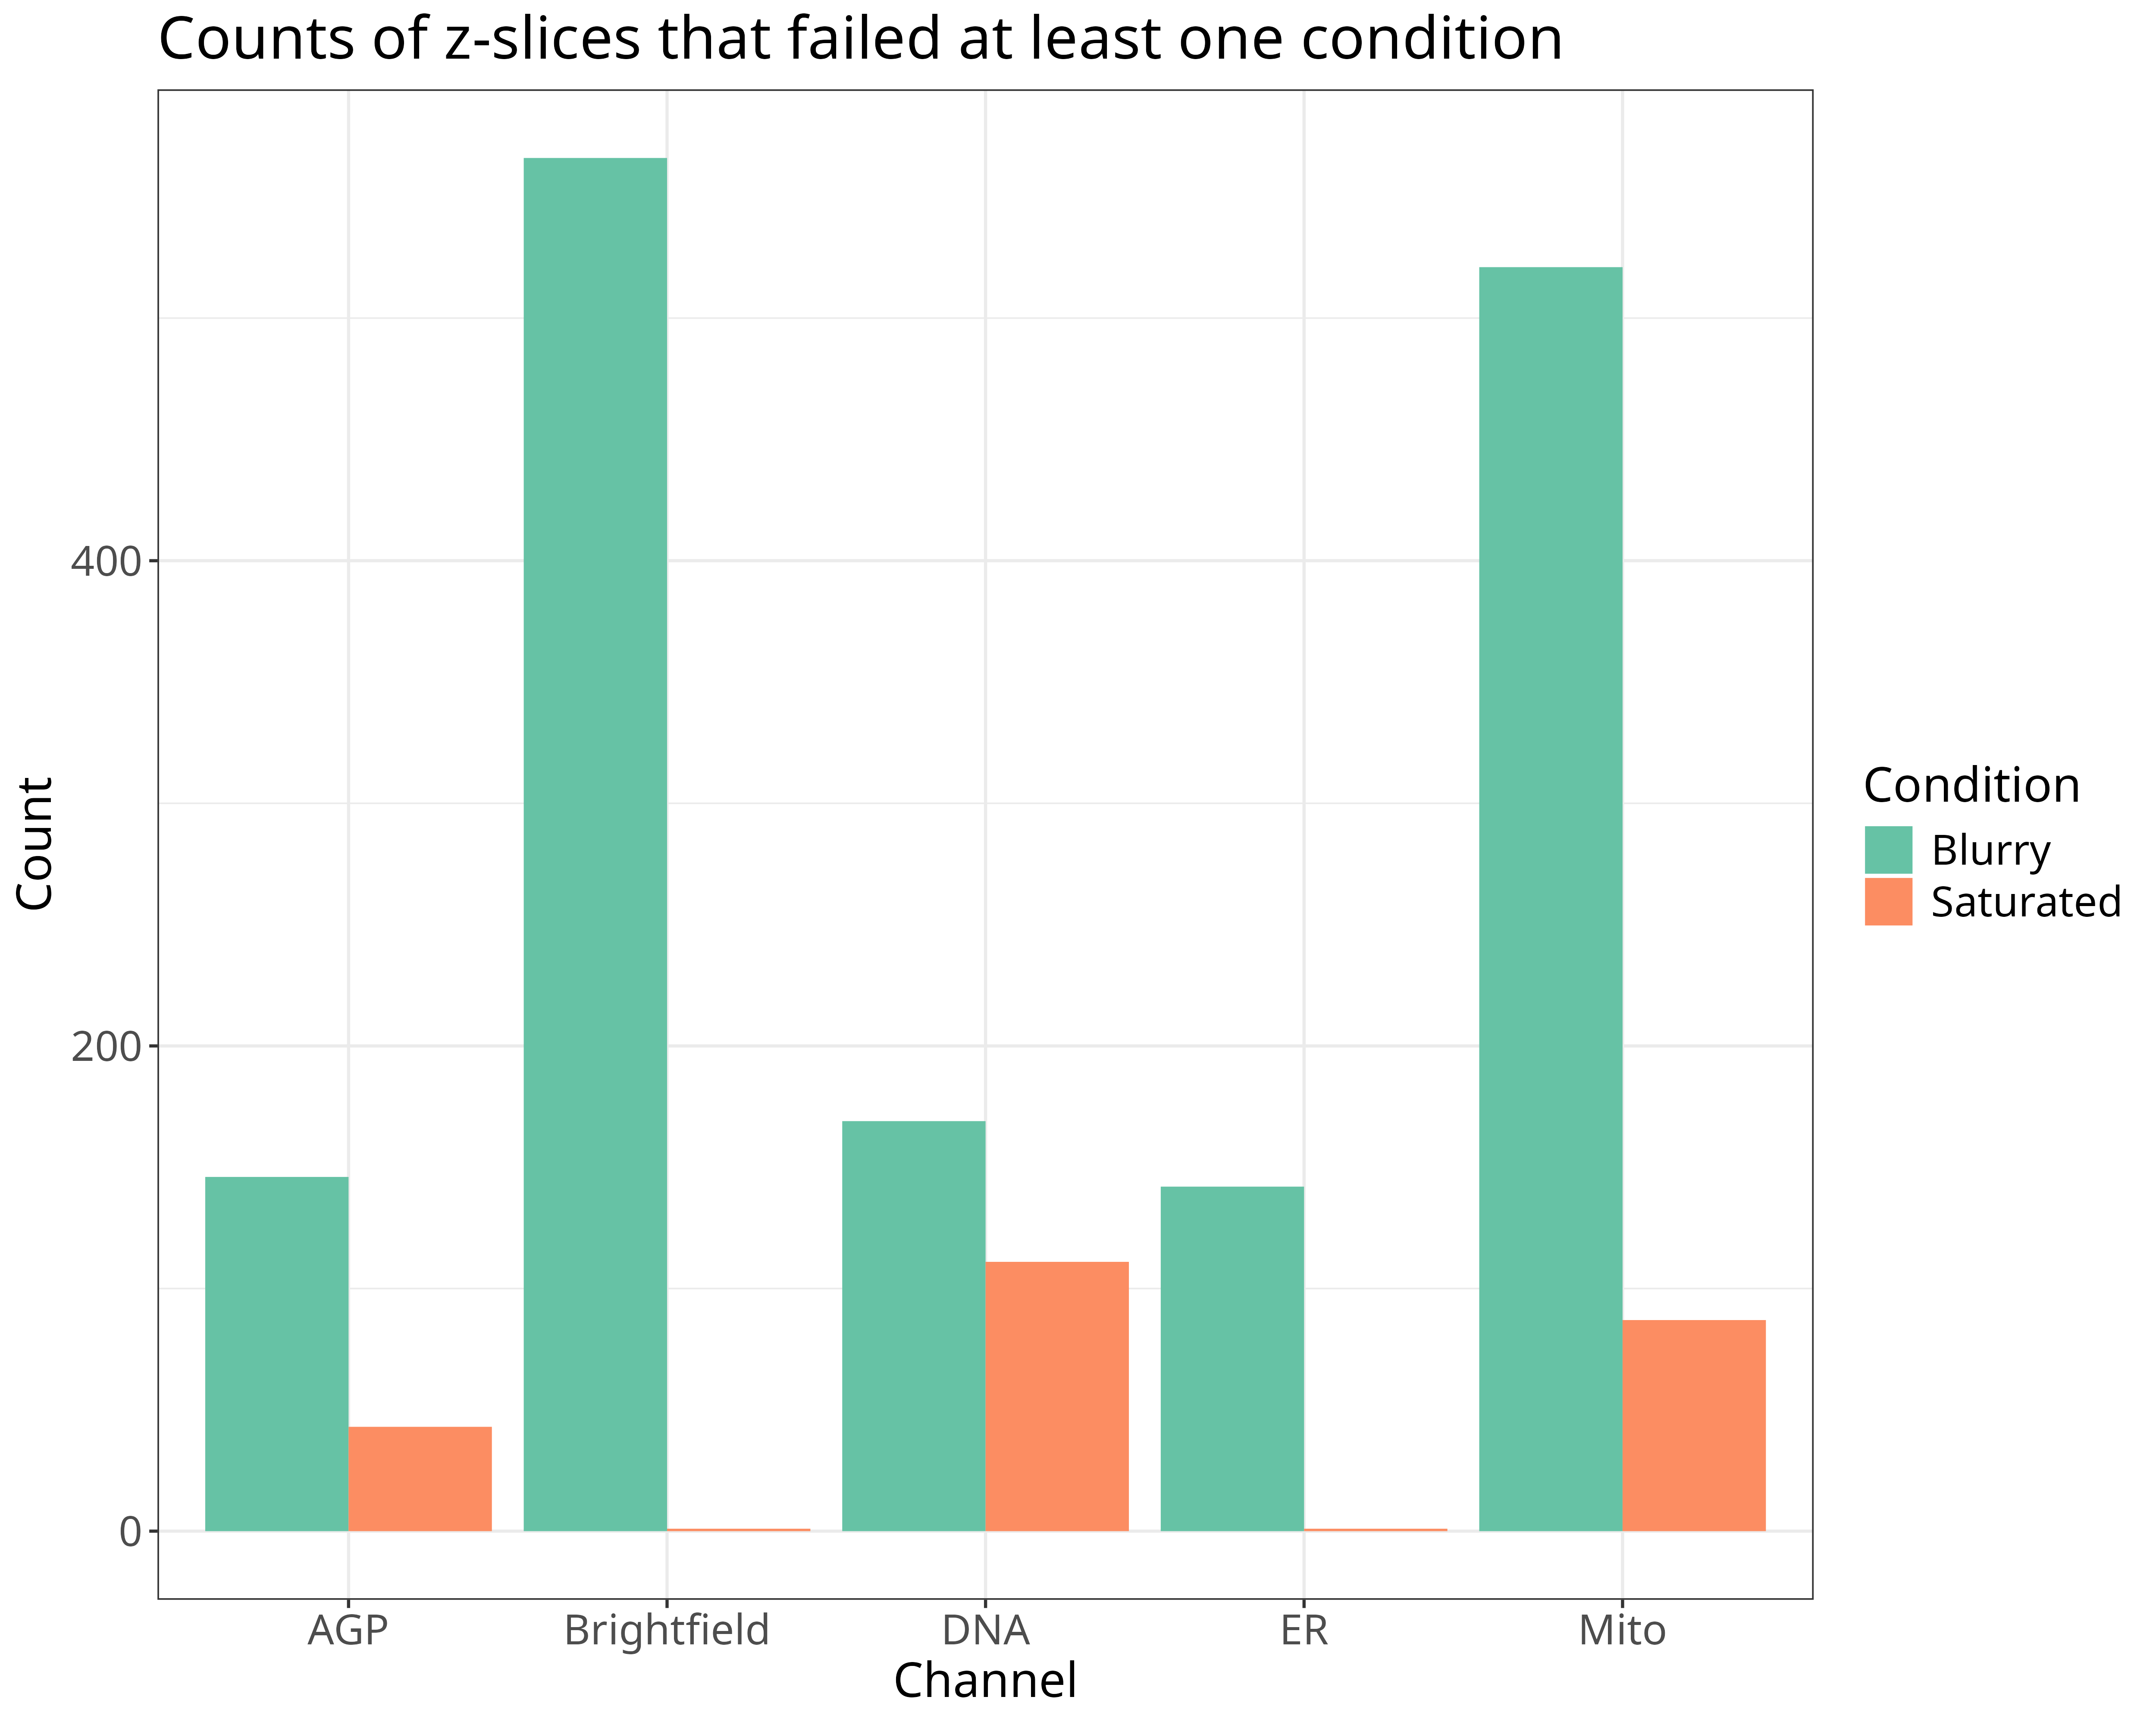 Counts of z-slices that failed at least one condition
Count
400
200
0
AGP
Brightfield
DNA
ER
Mito
Channel
Condition
Blurry
Saturated